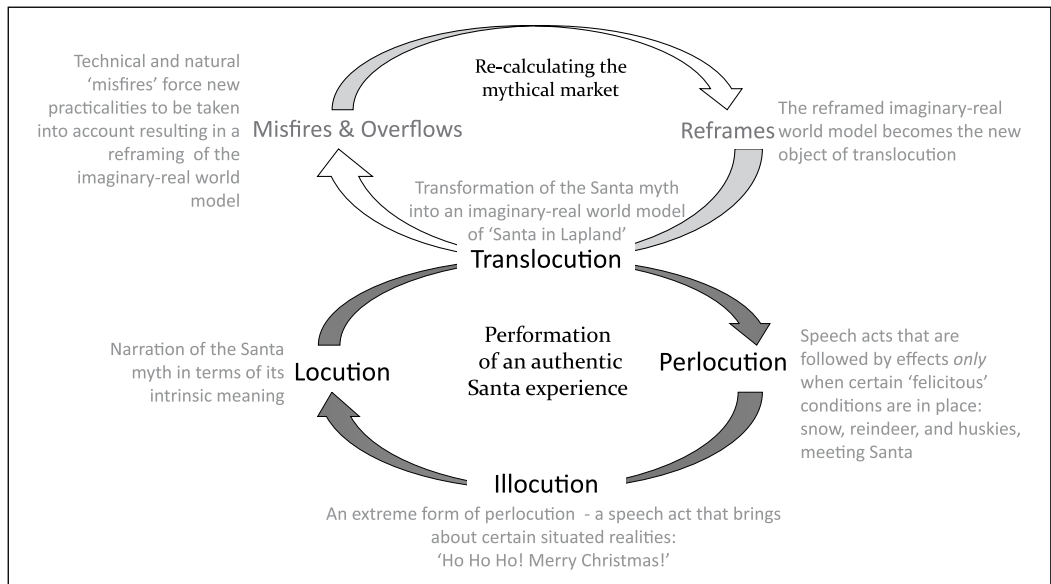 Technical and natural
‘misfires’ force new
practicalities to be taken
into account resulting in a
reframing of the
imaginary-real world
model
Misfires & Overflows
Re-calculating the
mythical market
Reframes
The reframed imaginary-real
world model becomes the new
object of translocution
Transformation of the Santa myth
into an imaginary-real world model
of ‘Santa in Lapland’
Translocution
Narration of the Santa
myth in terms of its
intrinsic meaning
Locution
Performation
of an authentic
Santa experience
Perlocution
Speech acts that are
followed by effects only
when certain ‘felicitous’
conditions are in place:
snow, reindeer, and huskies,
meeting Santa
Illocution
An extreme form of perlocution - a speech act that brings
about certain situated realities:
‘Ho Ho Ho! Merry Christmas!’